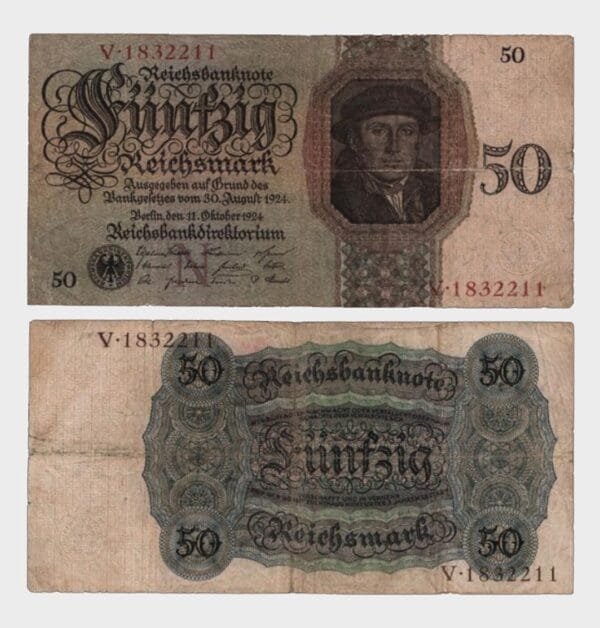 V·1832211
50
Reichsbanknote
Fünfzig
Reichsmark
Ausgegeben auf Grund des
Bankgesetzes vom 30. August 1924.
Berlin, den 11. Oktober 1924
Reichsbankdirektorium
50
50
V·1832211
V·1832211
50
50
Reichsbanknote
Fünfzig
Reichsmark
50
50
V·1832211